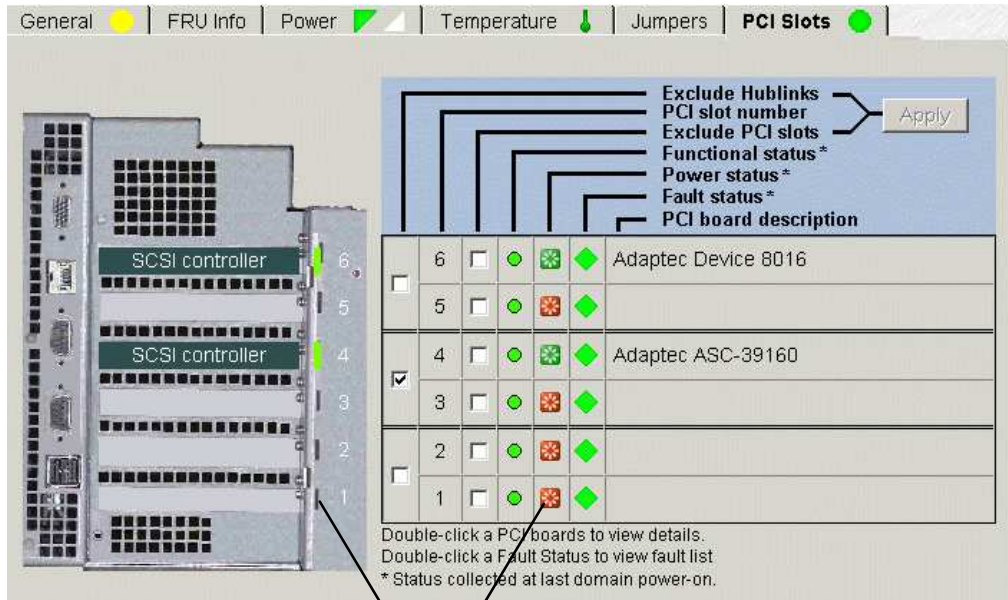 General FRU Info Power Temperature Jumpers PCI Slots
Exclude Hublinks
PCI slot number
Apply
Exclude PCI slots
Functional status *
Power status *
Fault status *
PCI board description
SCSI controller 6
5
SCSI controller 4
3
2
1
6 Adaptec Device 8016
5
4 Adaptec ASC-39160
3
2
1
Double-click a PCI boards to view details.
Double-click a Fault Status to view fault list
* Status collected at last domain power-on.